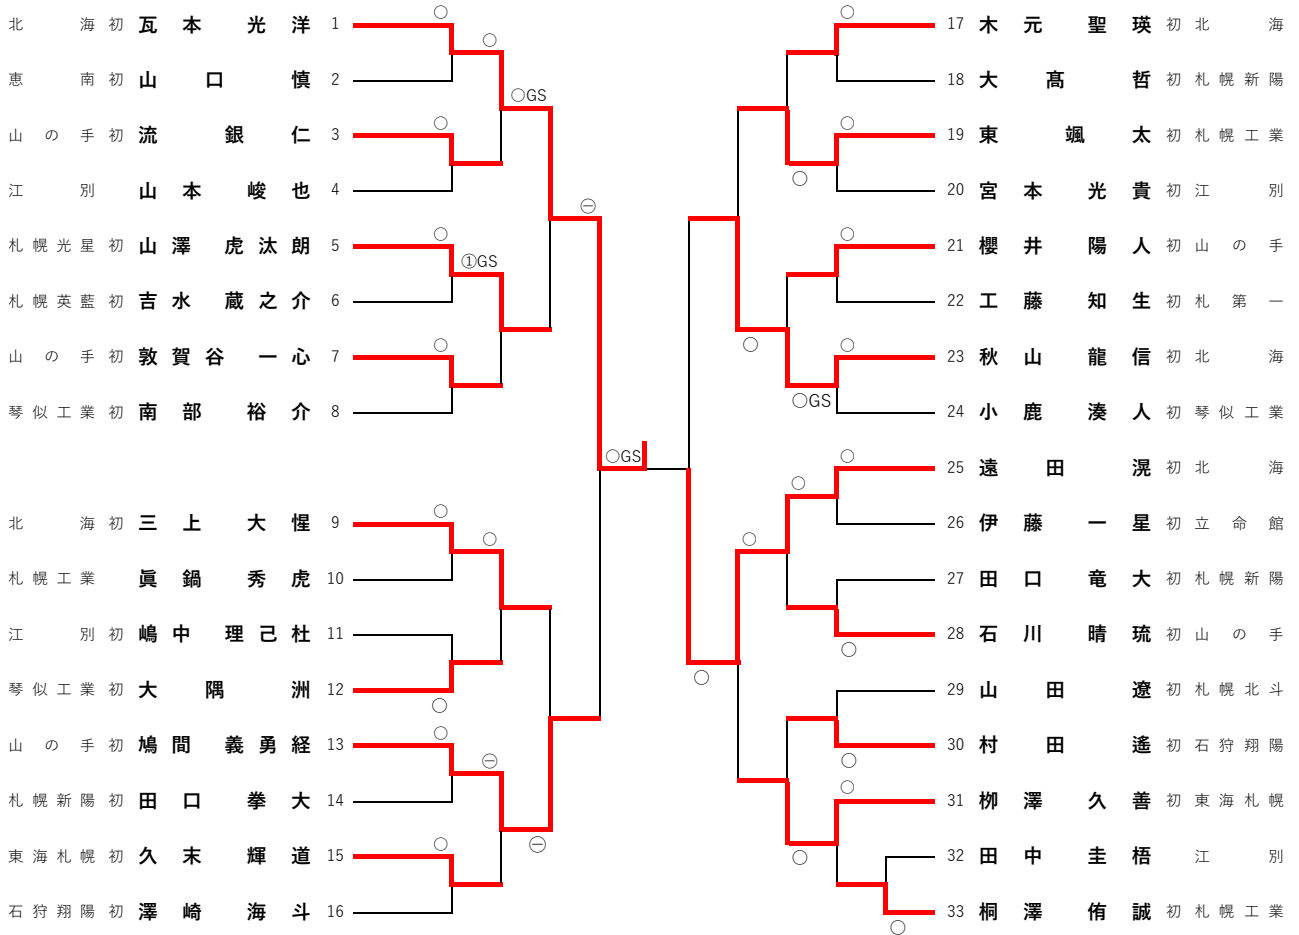 北海 初 瓦本 光洋 1
恵南 初 山口 慎 2
山の手 初 流 銀仁 3
江別 山本 峻也 4
札幌光星 初 山澤 虎汰朗 5
札幌英藍 初 吉水 蔵之介 6
山の手 初 敦賀谷 一心 7
琴似工業 初 南部 裕介 8
北海 初 三上 大惺 9
札幌工業 眞鍋 秀虎 10
江別 初 嶋中 理己杜 11
琴似工業 初 大隅 洲 12
山の手 初 鳩間 義勇経 13
札幌新陽 初 田口 拳大 14
東海札幌 初 久末 輝道 15
石狩翔陽 初 澤崎 海斗 16
○
○
○GS
○
㊀
○
①GS
○
○GS
○
○
○
○
㊀
○
㊀
17 木元 聖瑛 初 北海
18 大髙 哲 初 札幌新陽
19 東 颯太 初 札幌工業
20 宮本 光貴 初 江別
21 櫻井 陽人 初 山の手
22 工藤 知生 初 札第一
23 秋山 龍信 初 北海
24 小鹿 湊人 初 琴似工業
25 遠田 滉 初 北海
26 伊藤 一星 初 立命館
27 田口 竜大 初 札幌新陽
28 石川 晴琉 初 山の手
29 山田 遼 初 札幌北斗
30 村田 遙 初 石狩翔陽
31 栁澤 久善 初 東海札幌
32 田中 圭梧 江別
33 桐澤 侑誠 初 札幌工業
○
○
○
○
○
○
○GS
○
○
○
○
○
○
○
○
○
○